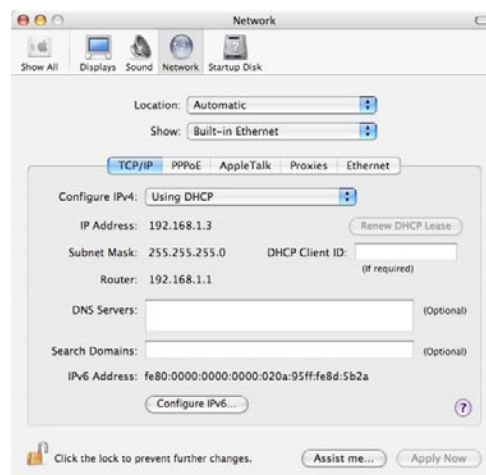 Network
Show All Displays Sound Network Startup Disk
Location: Automatic
Show: Built-in Ethernet
TCP/IP PPPoE AppleTalk Proxies Ethernet
Configure IPv4: Using DHCP
IP Address: 192.168.1.3 Renew DHCP Lease
Subnet Mask: 255.255.255.0 DHCP Client ID:
(If required)
Router: 192.168.1.1
DNS Servers: (Optional)
Search Domains: (Optional)
IPv6 Address: fe80:0000:0000:0000:020a:95ff:fe8d:5b2a
Configure IPv6... ?
Click the lock to prevent further changes. Assist me... Apply Now